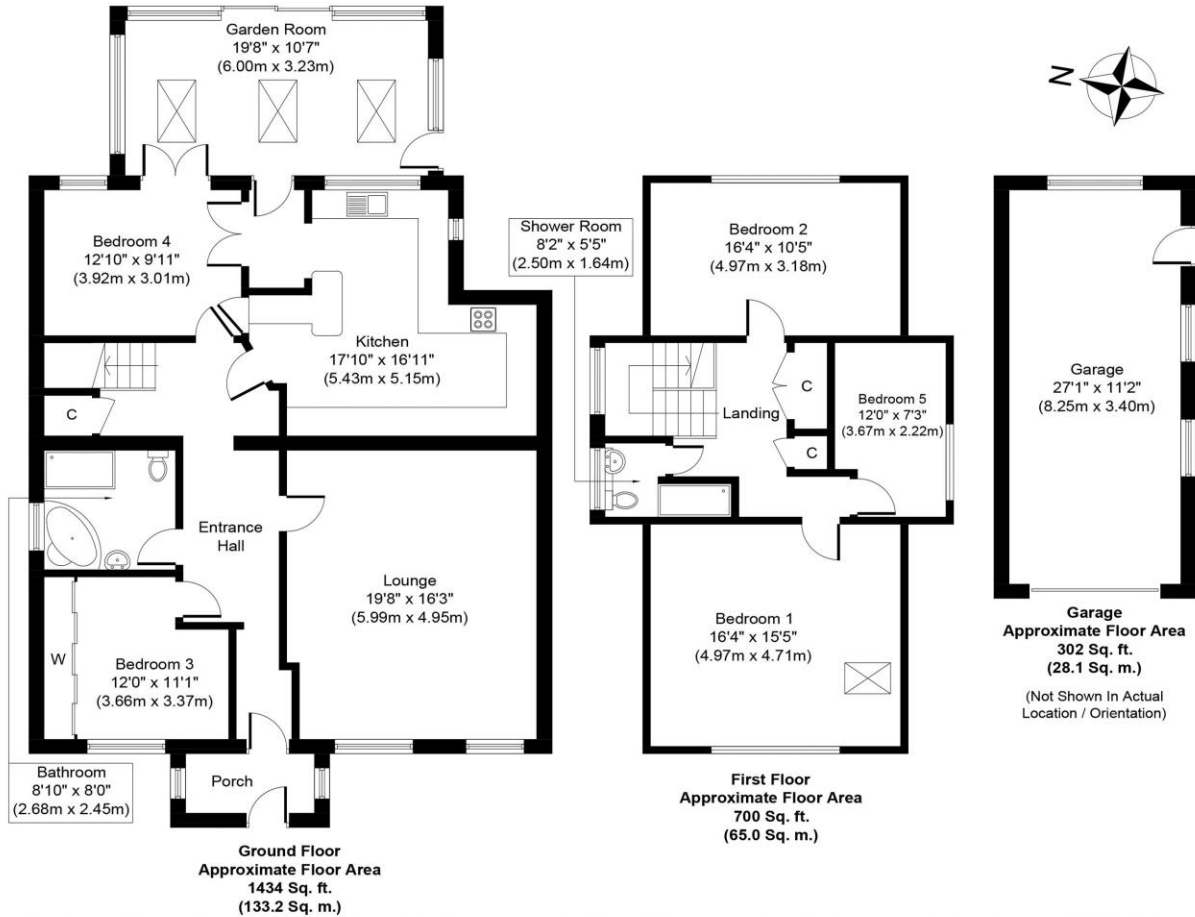 Garden Room
19'8" x 10'7"
(6.00m x 3.23m)
N
Bedroom 4
12'10" x 9'11"
(3.92m x 3.01m)
Kitchen
17'10" x 16'11"
(5.43m x 5.15m)
C
Entrance
Hall
Lounge
19'8" x 16'3"
(5.99m x 4.95m)
W
Bedroom 3
12'0" x 11'1"
(3.66m x 3.37m)
Bathroom
8'10" x 8'0"
(2.68m x 2.45m)
Porch
Ground Floor
Approximate Floor Area
1434 Sq. ft.
(133.2 Sq. m.)
Shower Room
8'2" x 5'5"
(2.50m x 1.64m)
Bedroom 2
16'4" x 10'5"
(4.97m x 3.18m)
Landing
C
C
Bedroom 5
12'0" x 7'3"
(3.67m x 2.22m)
Bedroom 1
16'4" x 15'5"
(4.97m x 4.71m)
First Floor
Approximate Floor Area
700 Sq. ft.
(65.0 Sq. m.)
Garage
27'1" x 11'2"
(8.25m x 3.40m)
Garage
Approximate Floor Area
302 Sq. ft.
(28.1 Sq. m.)
(Not Shown In Actual
Location / Orientation)